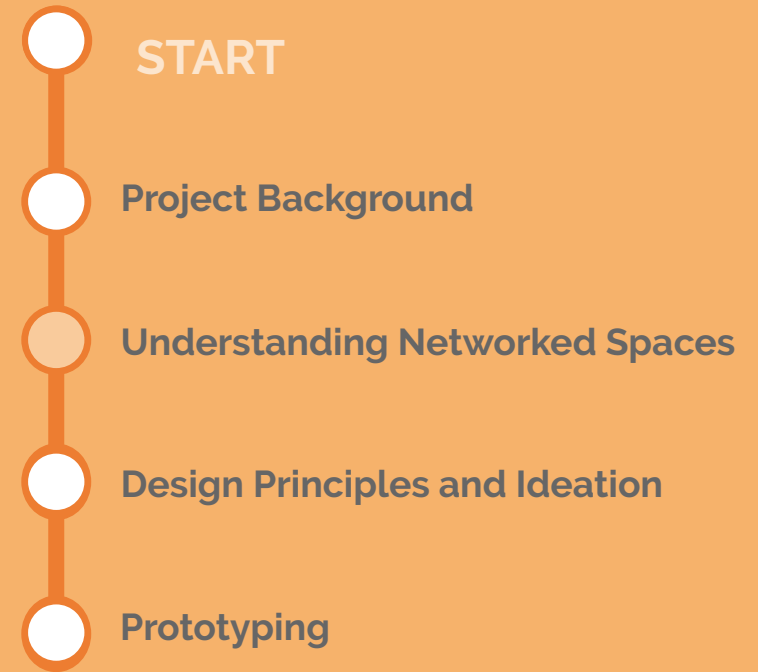 START
Project Background
Understanding Networked Spaces
Design Principles and Ideation
Prototyping